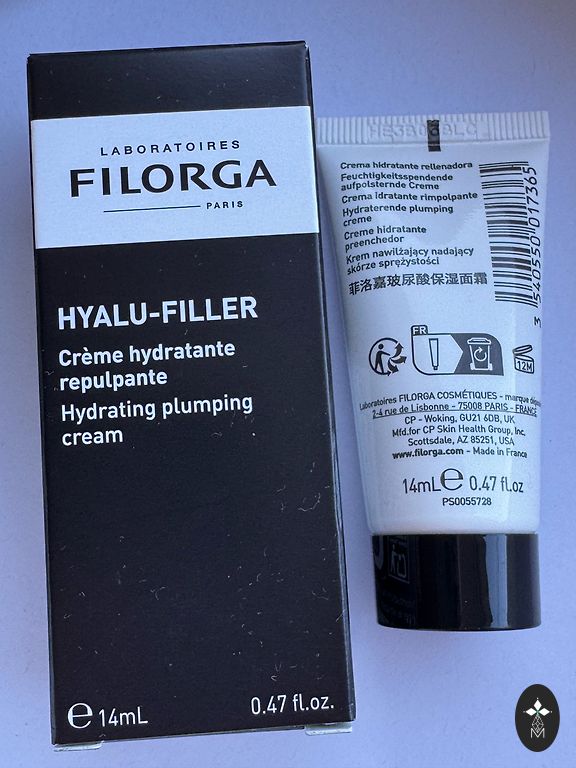 LABORATOIRES
FILORGA
PARIS
HYALU-FILLER
Crème hydratante
repulpante
Hydrating plumping
cream
e 14mL
0.47 fl.oz.
Crema hidratante rellenadora
Feuchtigkeitsspendende
aufpolsternde Creme
Crema idratante rimpolpante
Hydraterende plumping
creme
Creme hidratante
preenchedor
Krem nawilżający nadający
skórze sprężystości
菲洛嘉玻尿酸保湿面霜
3 540550 017365
FR
12M
Laboratoires FILORGA COSMÉTIQUES - marque
2-4 rue de Lisbonne - 75008 PARIS - FRANCE
CP - Woking, GU21 6DB, UK
Mfd.for CP Skin Health Group, Inc.
Scottsdale, AZ 85251, USA
www.filorga.com - Made in France
14mL e 0.47 fl.oz
PS0055728
M